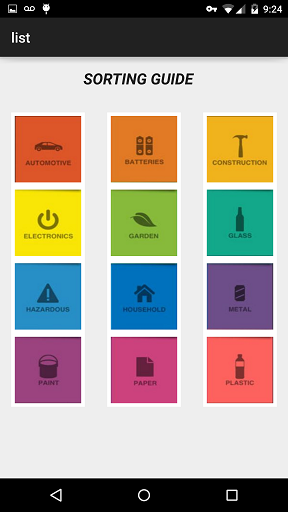 9:24
list
SORTING GUIDE
AUTOMOTIVE
BATTERIES
CONSTRUCTION
ELECTRONICS
GARDEN
GLASS
HAZARDOUS
HOUSEHOLD
METAL
PAINT
PAPER
PLASTIC